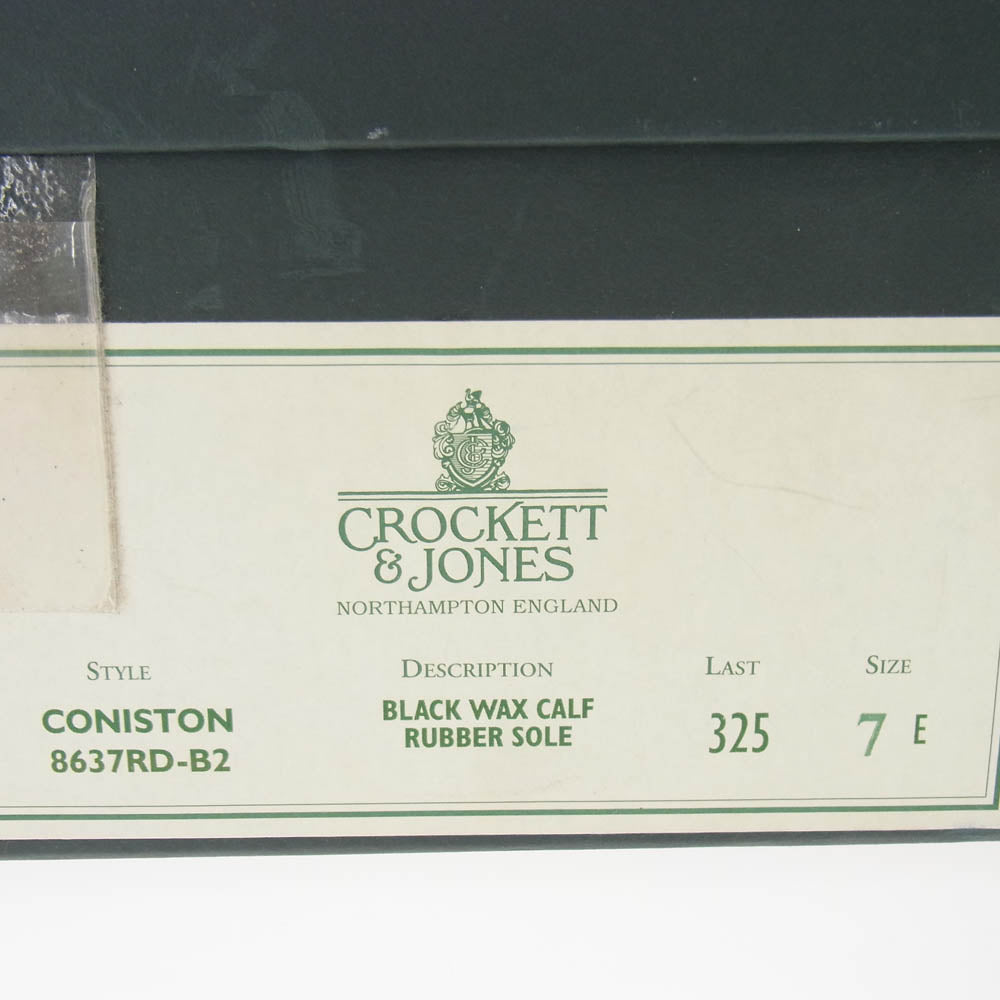 CROCKETT
& JONES
NORTHAMPTON ENGLAND
STYLE DESCRIPTION LAST SIZE
CONISTON BLACK WAX CALF 325 7 E
8637RD-B2 RUBBER SOLE